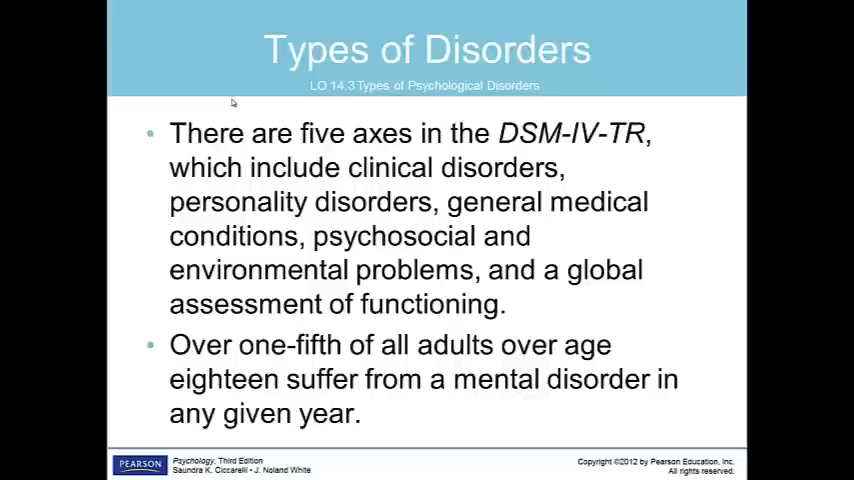 Types of Disorders
LO 14.3 Types of Psychological Disorders
• There are five axes in the DSM-IV-TR,
which include clinical disorders,
personality disorders, general medical
conditions, psychosocial and
environmental problems, and a global
assessment of functioning.
• Over one-fifth of all adults over age
eighteen suffer from a mental disorder in
any given year.
PEARSON
Psychology, Third Edition
Saundra K. Ciccarelli • J. Noland White
Copyright ©2012 by Pearson Education, Inc.
All rights reserved.